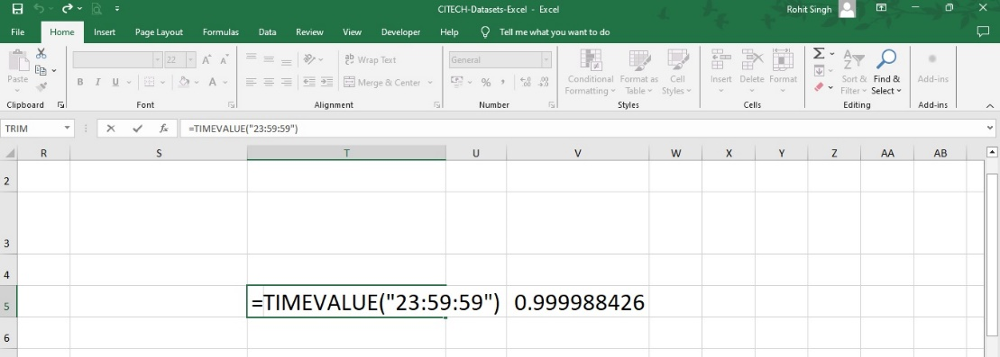 CITECH-Datasets-Excel - Excel
Rohit Singh
File Home Insert Page Layout Formulas Data Review View Developer Help Tell me what you want to do
Paste
22
A A
Wrap Text
General
Conditional Formatting
Format as Table
Cell Styles
Insert Delete Format
Sort & Filter
Find & Select
Add-ins
B I U
A
Merge & Center
%
Clipboard Font Alignment Number Styles Cells Editing Add-ins
TRIM fx =TIMEVALUE("23:59:59")
R S T U V W X Y Z AA AB
2
3
4
5 =TIMEVALUE("23:59:59") 0.999988426
6